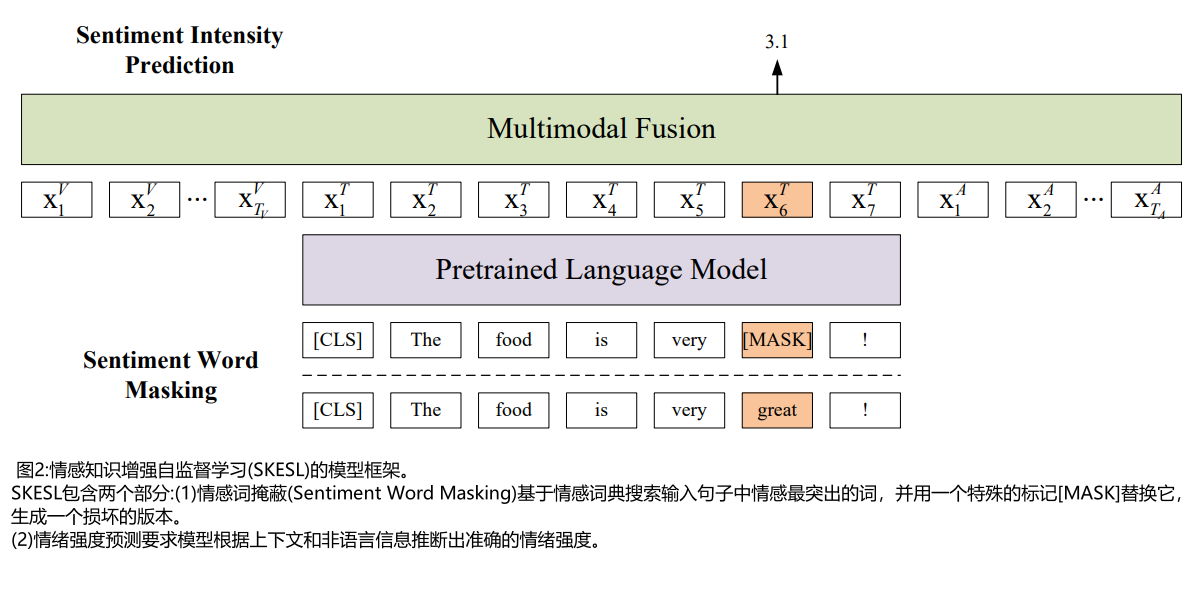 Sentiment Intensity
Prediction
3.1
Multimodal Fusion
x_1^V x_2^V ... x_{T_V}^V x_1^T x_2^T x_3^T x_4^T x_5^T x_6^T x_7^T x_1^A x_2^A ... x_{T_A}^A
Pretrained Language Model
[CLS] The food is very [MASK] !
Sentiment Word
Masking
[CLS] The food is very great !
图2:情感知识增强自监督学习(SKESL)的模型框架。
SKESL包含两个部分:(1)情感词掩蔽(Sentiment Word Masking)基于情感词典搜索输入句子中情感最突出的词，并用一个特殊的标记[MASK]替换它，
生成一个损坏的版本。
(2)情绪强度预测要求模型根据上下文和非语言信息推断出准确的情绪强度。